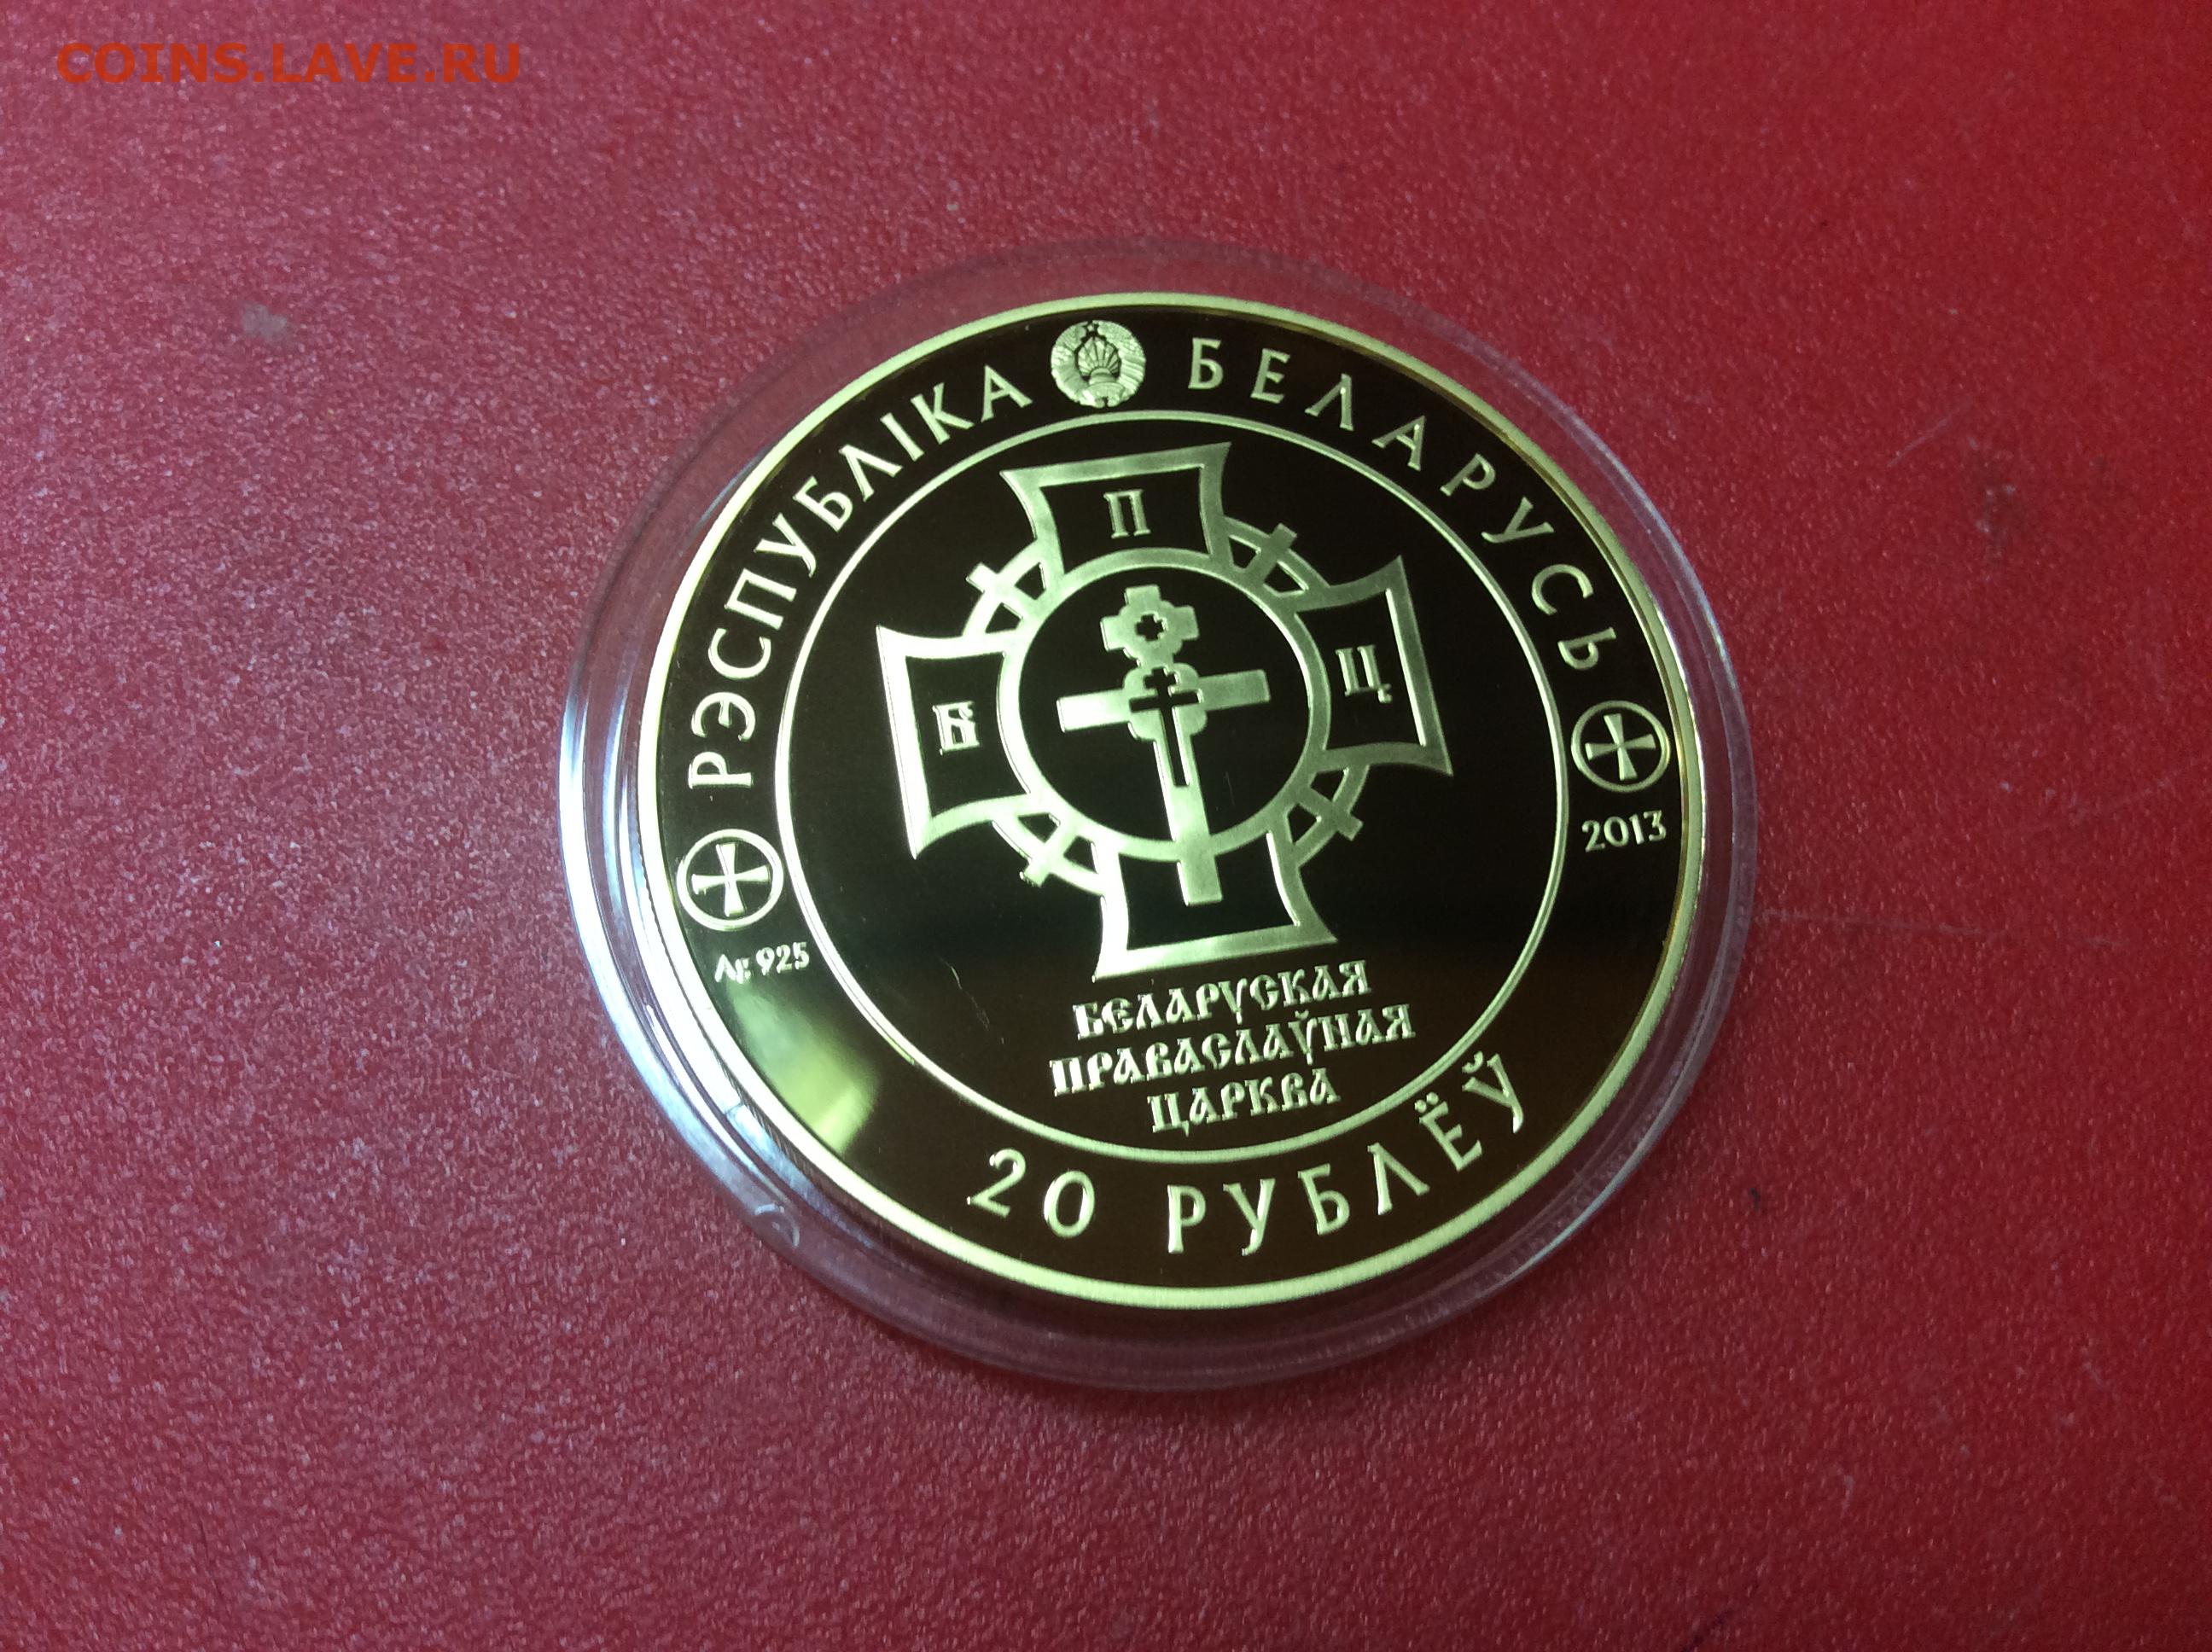 COINS.LAVE.RU
РЭСПУБЛІКА БЕЛАРУСЬ
П
Б
Ц
2013
Ag 925
БЕЛАРУСКАЯ
ПРАВАСЛАЎНАЯ
ЦАРКВА
20 РУБЛЁЎ